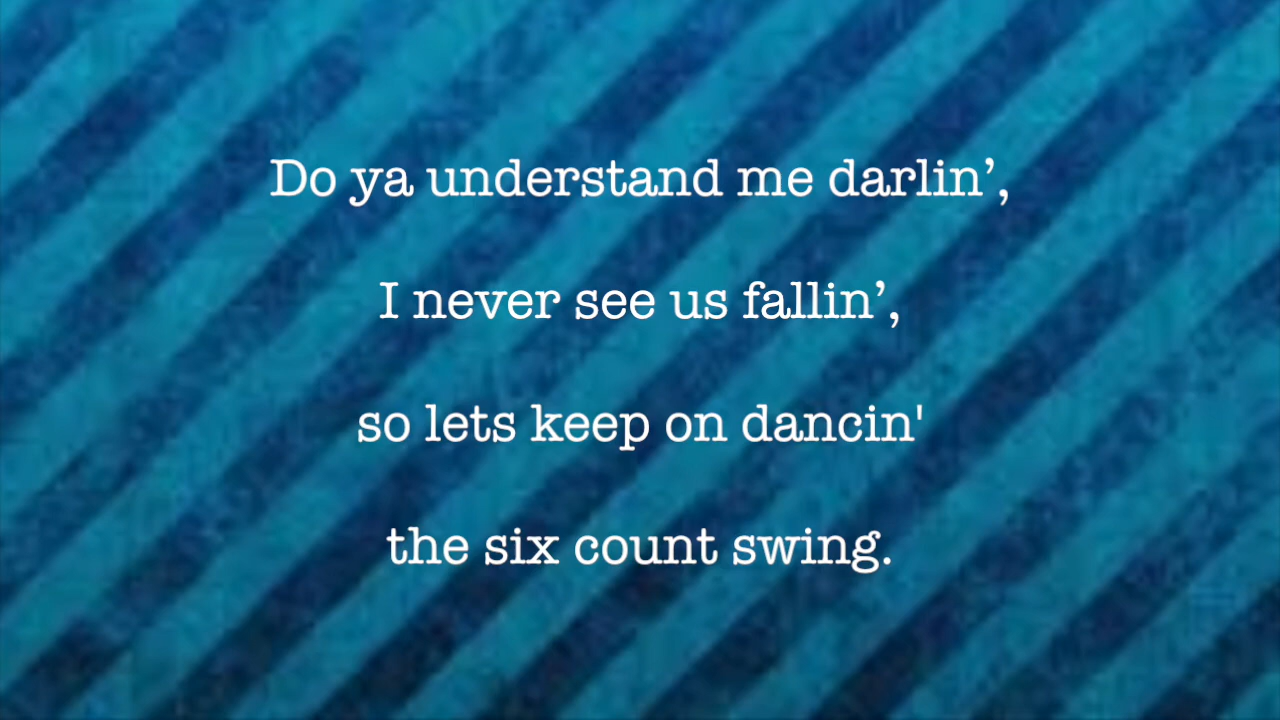 Do ya understand me darlin’,
I never see us fallin’,
so lets keep on dancin'
the six count swing.